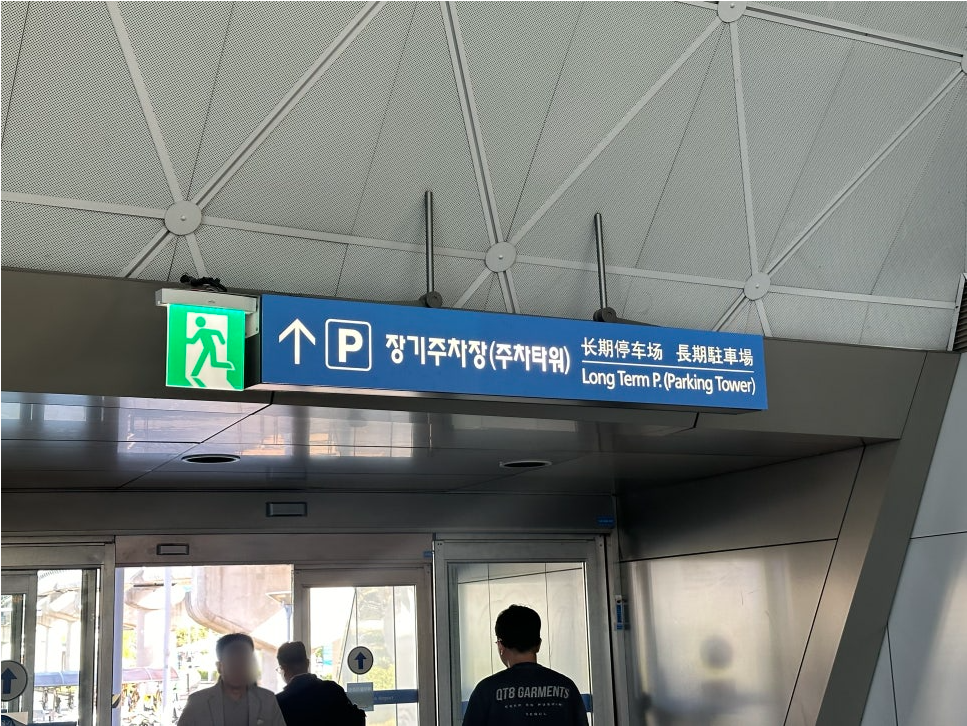 P 장기주차장(주차타워) 长期停车场 長期駐車場
Long Term P. (Parking Tower)
QT8 GARMENTS